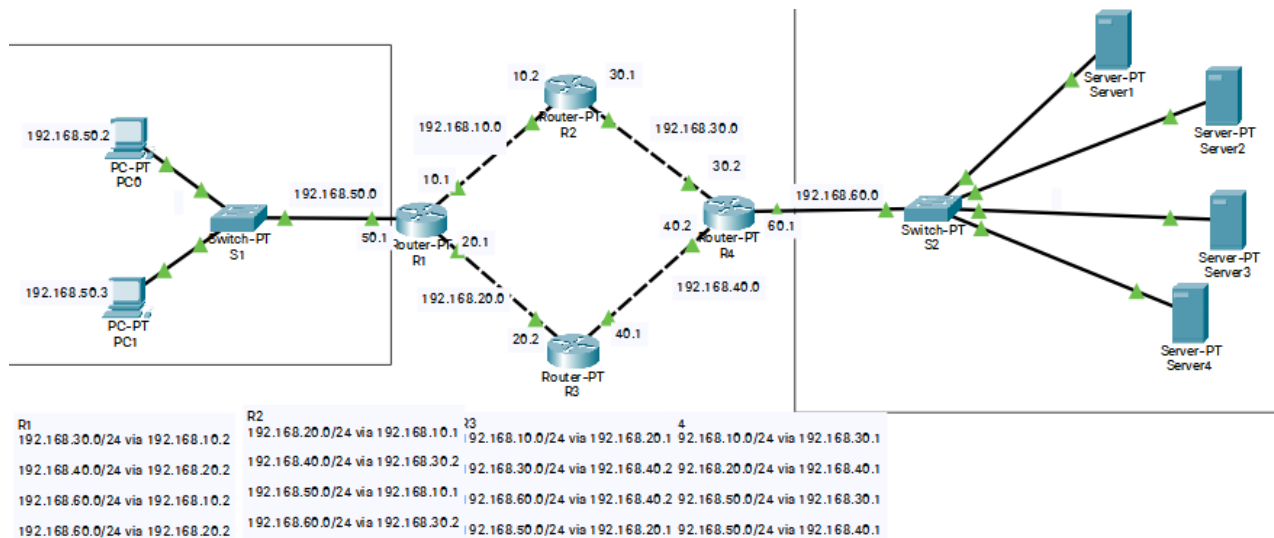 10.2
30.1
Router-PT
R2
192.168.10.0
192.168.30.0
192.168.50.2
PC-PT
PC0
10.1
30.2
192.168.50.0
192.168.60.0
Switch-PT
S1
50.1
Router-PT
R1
20.1
40.2
Router-PT
R4
60.1
192.168.50.3
PC-PT
PC1
192.168.20.0
192.168.40.0
20.2
40.1
Router-PT
R3
Switch-PT
S2
Server-PT
Server1
Server-PT
Server2
Server-PT
Server3
Server-PT
Server4
R1
192.168.30.0/24 via 192.168.10.2
192.168.40.0/24 via 192.168.20.2
192.168.60.0/24 via 192.168.10.2
192.168.60.0/24 via 192.168.20.2
R2
192.168.20.0/24 via 192.168.10.1
192.168.40.0/24 via 192.168.30.2
192.168.50.0/24 via 192.168.10.1
192.168.60.0/24 via 192.168.30.2
R3
192.168.10.0/24 via 192.168.20.1
192.168.30.0/24 via 192.168.40.2
192.168.60.0/24 via 192.168.40.2
192.168.50.0/24 via 192.168.20.1
4
92.168.10.0/24 via 192.168.30.1
92.168.20.0/24 via 192.168.40.1
92.168.50.0/24 via 192.168.30.1
92.168.50.0/24 via 192.168.40.1